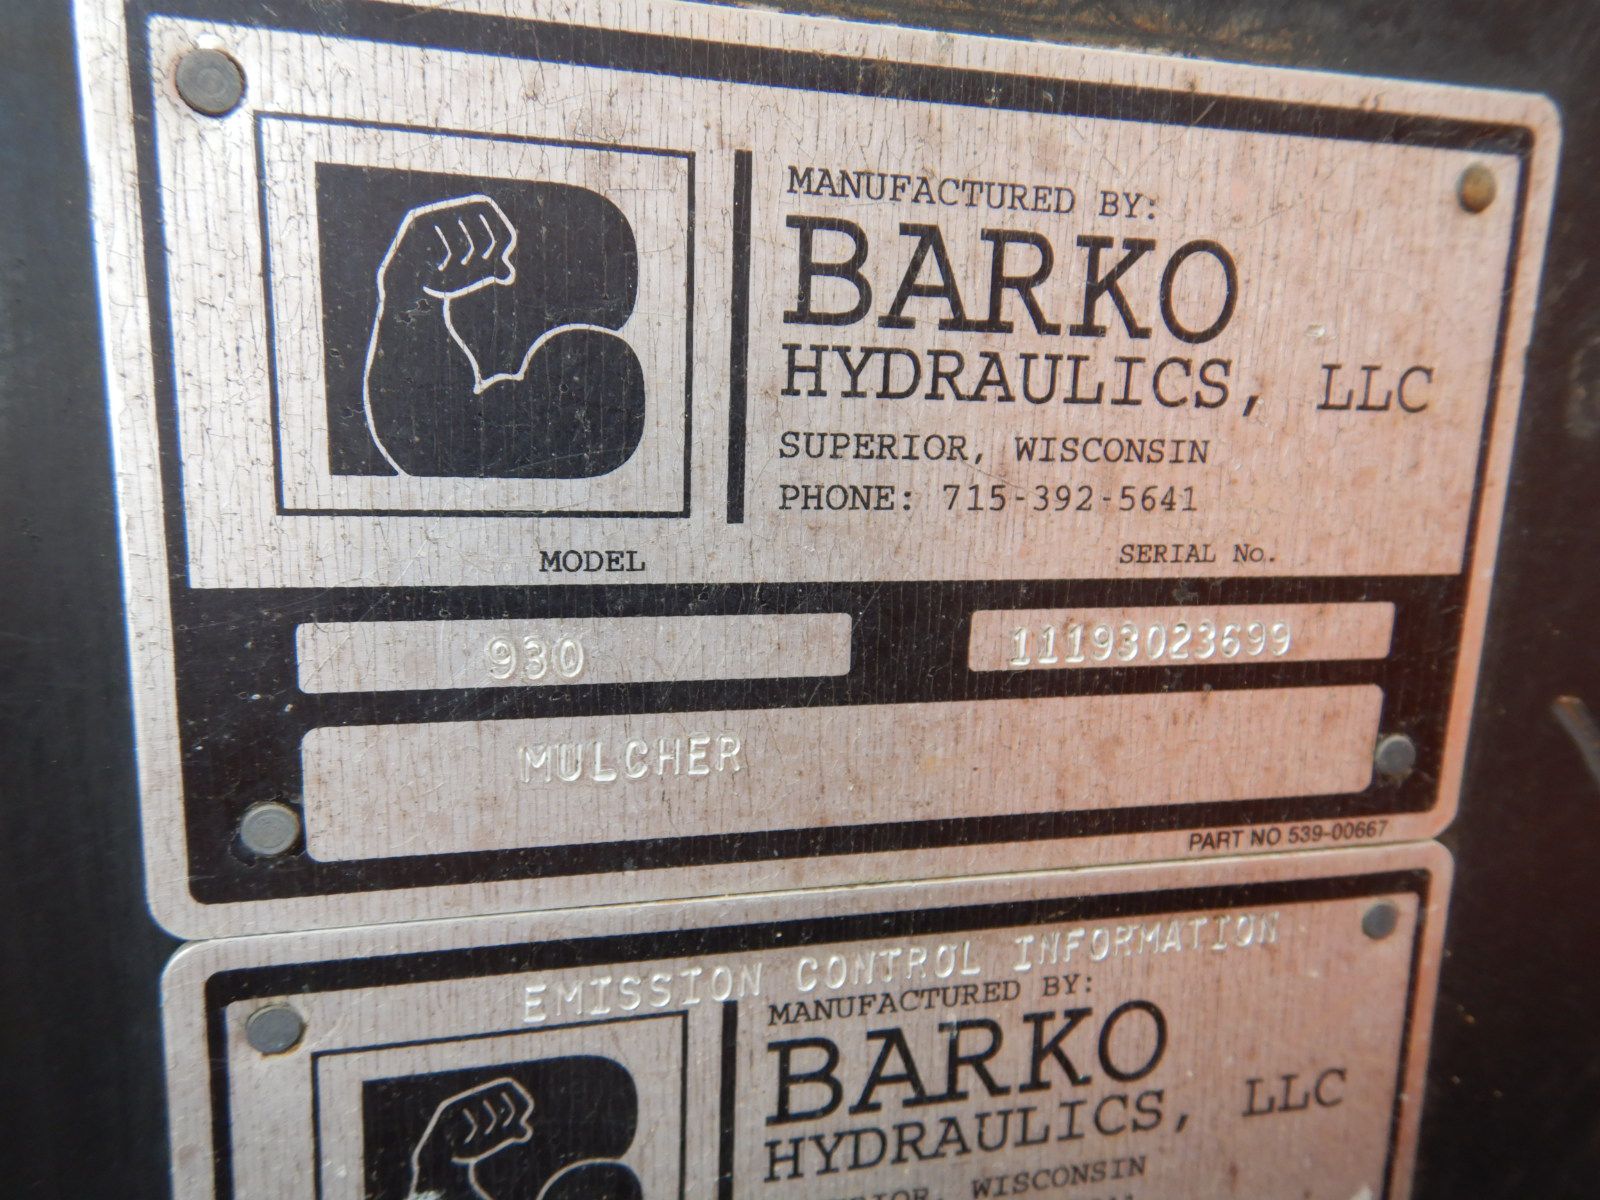 MANUFACTURED BY:
BARKO
HYDRAULICS, LLC
SUPERIOR, WISCONSIN
PHONE: 715-392-5641
MODEL SERIAL No.
930 11193023699
MULCHER
PART NO 539-00667
EMISSION CONTROL INFORMATION
MANUFACTURED BY:
BARKO
HYDRAULICS, LLC
WISCONSIN